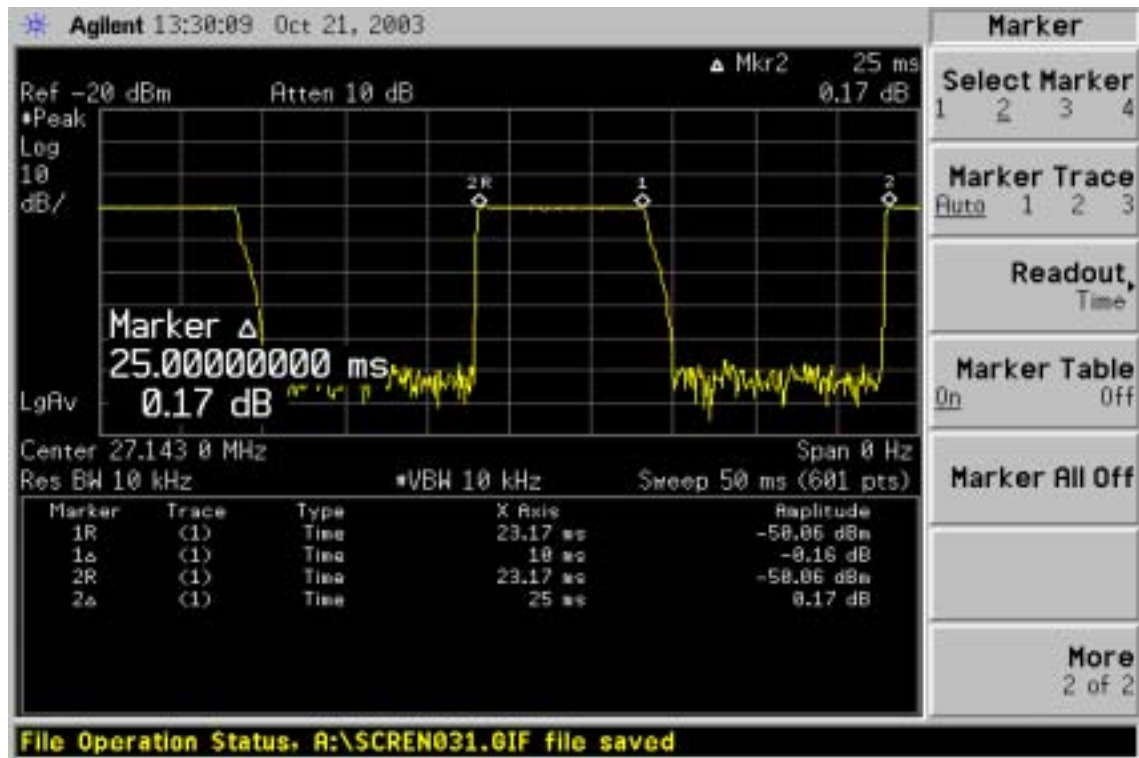 Agilent 13:30:09 Oct 21, 2003
Marker
Δ Mkr2 25 ms
Ref -20 dBm Atten 10 dB 0.17 dB
#Peak
Log
10
dB/
2R 1 2
Marker Δ
25.00000000 ms
0.17 dB
LgAv
Center 27.143 0 MHz Span 0 Hz
Res BW 10 kHz #VBW 10 kHz Sweep 50 ms (601 pts)
Marker Trace Type X Axis Amplitude
1R (1) Time 23.17 ms -50.06 dBm
1Δ (1) Time 10 ms -0.16 dB
2R (1) Time 23.17 ms -50.06 dBm
2Δ (1) Time 25 ms 0.17 dB
Select Marker
1 2 3 4
Marker Trace
Auto 1 2 3
Readout
Time
Marker Table
On Off
Marker All Off
More
2 of 2
File Operation Status, A:\SCREN031.GIF file saved